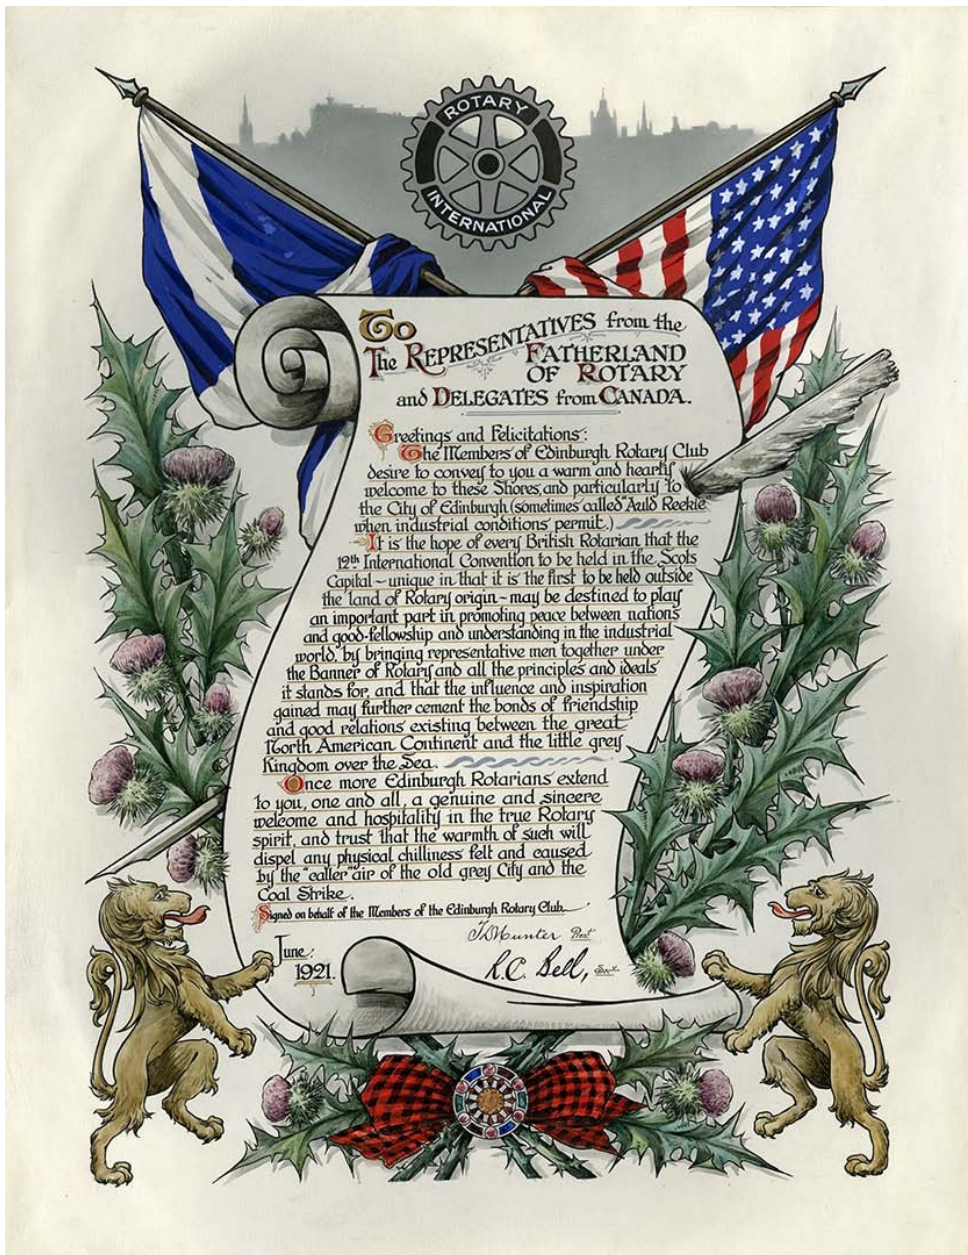 ROTARY
INTERNATIONAL
To
The REPRESENTATIVES from the
FATHERLAND
OF ROTARY
and DELEGATES from CANADA.
Greetings and Felicitations:
The Members of Edinburgh Rotary Club
desire to convey to you a warm and hearty
welcome to these Shores, and particularly to
the City of Edinburgh (sometimes called "Auld Reekie"
when industrial conditions permit.)
It is the hope of every British Rotarian that the
12th International Convention to be held in the Scots
Capital – unique in that it is the first to be held outside
the land of Rotary origin – may be destined to play
an important part in promoting peace between nations
and good-fellowship and understanding in the industrial
world, by bringing representative men together under
the Banner of Rotary and all the principles and ideals
it stands for, and that the influence and inspiration
gained may further cement the bonds of friendship
and good relations existing between the great
North American Continent and the little grey
Kingdom over the Sea.
Once more Edinburgh Rotarians extend
to you, one and all, a genuine and sincere
welcome and hospitality in the true Rotary
spirit, and trust that the warmth of such will
dispel any physical chilliness felt and caused
by the "caller" air of the old grey City and the
Coal Strike.
Signed on behalf of the Members of the Edinburgh Rotary Club.
Hunter Prest
June:
1921.
R.C. Bell,